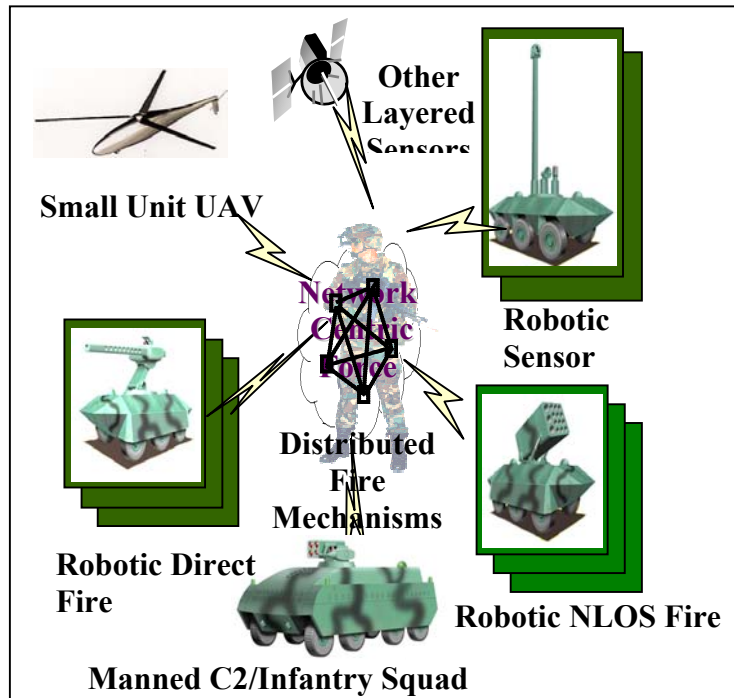 Other
Layered
Sensors
Small Unit UAV
Network
Centric
Force
Robotic
Sensor
Distributed
Fire
Mechanisms
Robotic Direct
Fire
Robotic NLOS Fire
Manned C2/Infantry Squad